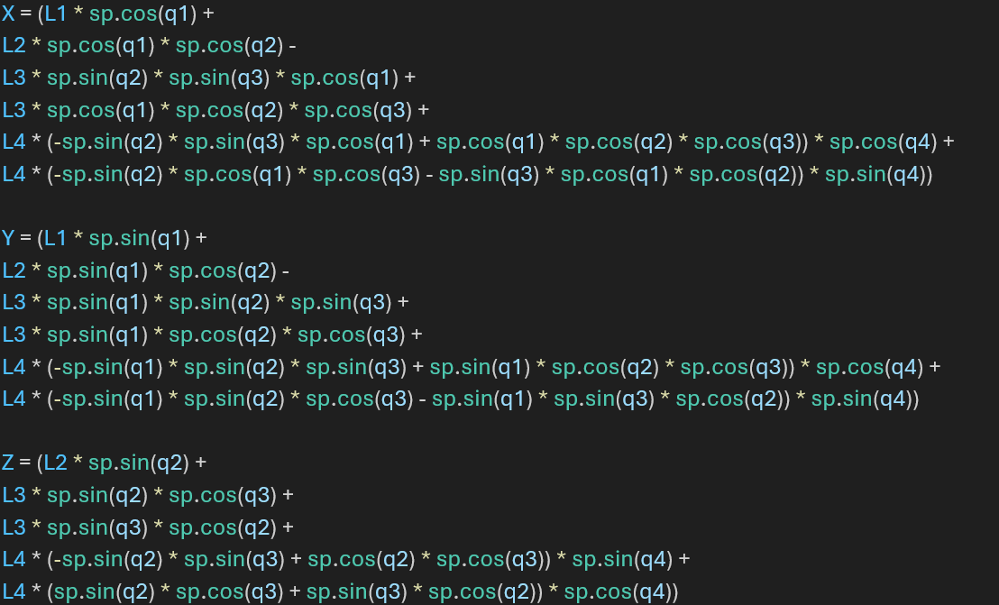 X = (L1 * sp.cos(q1) +
L2 * sp.cos(q1) * sp.cos(q2) -
L3 * sp.sin(q2) * sp.sin(q3) * sp.cos(q1) +
L3 * sp.cos(q1) * sp.cos(q2) * sp.cos(q3) +
L4 * (-sp.sin(q2) * sp.sin(q3) * sp.cos(q1) + sp.cos(q1) * sp.cos(q2) * sp.cos(q3)) * sp.cos(q4) +
L4 * (-sp.sin(q2) * sp.cos(q1) * sp.cos(q3) - sp.sin(q3) * sp.cos(q1) * sp.cos(q2)) * sp.sin(q4))
Y = (L1 * sp.sin(q1) +
L2 * sp.sin(q1) * sp.cos(q2) -
L3 * sp.sin(q1) * sp.sin(q2) * sp.sin(q3) +
L3 * sp.sin(q1) * sp.cos(q2) * sp.cos(q3) +
L4 * (-sp.sin(q1) * sp.sin(q2) * sp.sin(q3) + sp.sin(q1) * sp.cos(q2) * sp.cos(q3)) * sp.cos(q4) +
L4 * (-sp.sin(q1) * sp.sin(q2) * sp.cos(q3) - sp.sin(q1) * sp.sin(q3) * sp.cos(q2)) * sp.sin(q4))
Z = (L2 * sp.sin(q2) +
L3 * sp.sin(q2) * sp.cos(q3) +
L3 * sp.sin(q3) * sp.cos(q2) +
L4 * (-sp.sin(q2) * sp.sin(q3) + sp.cos(q2) * sp.cos(q3)) * sp.sin(q4) +
L4 * (sp.sin(q2) * sp.cos(q3) + sp.sin(q3) * sp.cos(q2)) * sp.cos(q4))